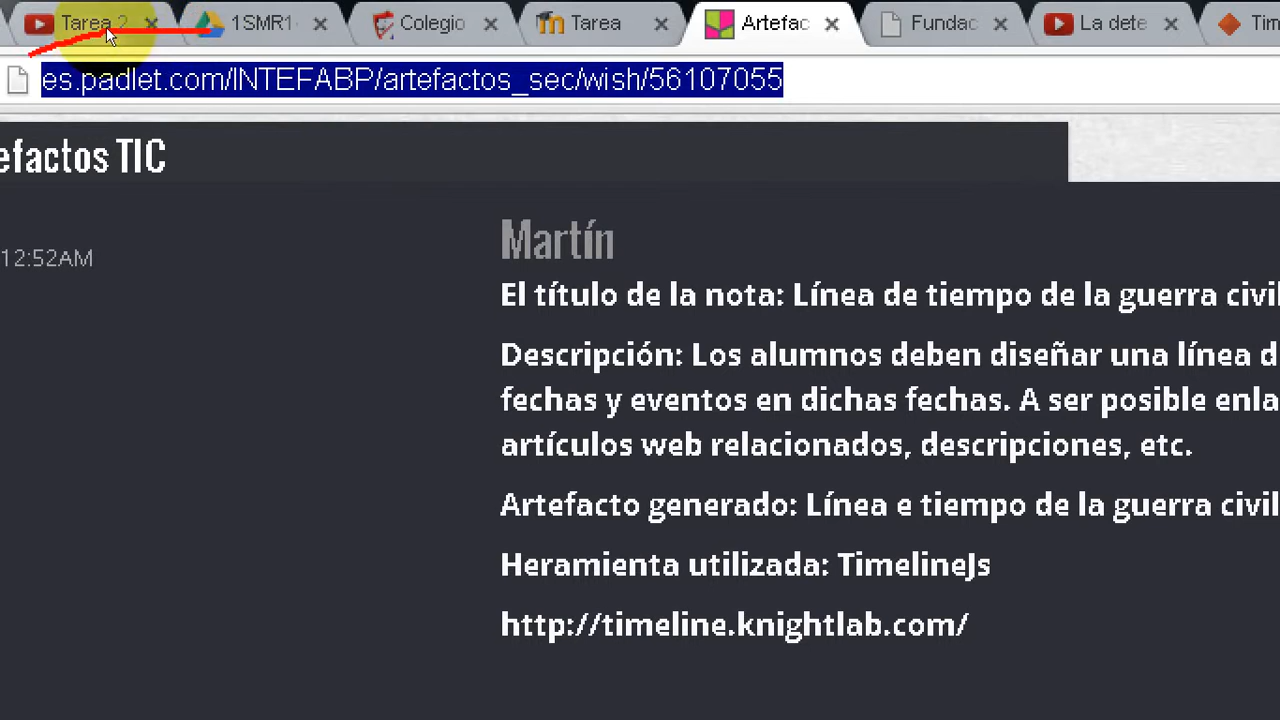 Tarea 2 1SMR1 Colegio Tarea Artefac Fundac La dete Tim
es.padlet.com/INTEFABP/artefactos_sec/wish/56107055
efactos TIC
Martín
12:52AM
El título de la nota: Línea de tiempo de la guerra civil
Descripción: Los alumnos deben diseñar una línea d
fechas y eventos en dichas fechas. A ser posible enla
artículos web relacionados, descripciones, etc.
Artefacto generado: Línea e tiempo de la guerra civil
Heramienta utilizada: TimelineJs
http://timeline.knightlab.com/